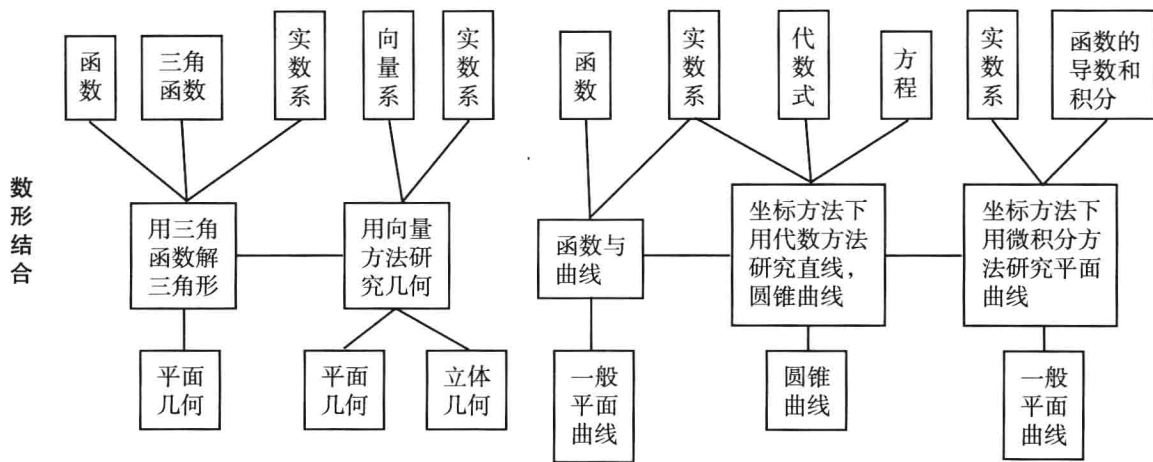 函
数
三角
函数
实
数
系
向
量
系
实
数
系
函
数
实
数
系
代
数
式
方
程
实
数
系
函数的
导数和
积分
数
形
结
合
用三角
函数解
三角形
用向量
方法研
究几何
函数与
曲线
坐标方法下
用代数方法
研究直线，
圆锥曲线
坐标方法下
用微积分方
法研究平面
曲线
平面
几何
平面
几何
立体
几何
一般
平面
曲线
圆锥
曲线
一般
平面
曲线